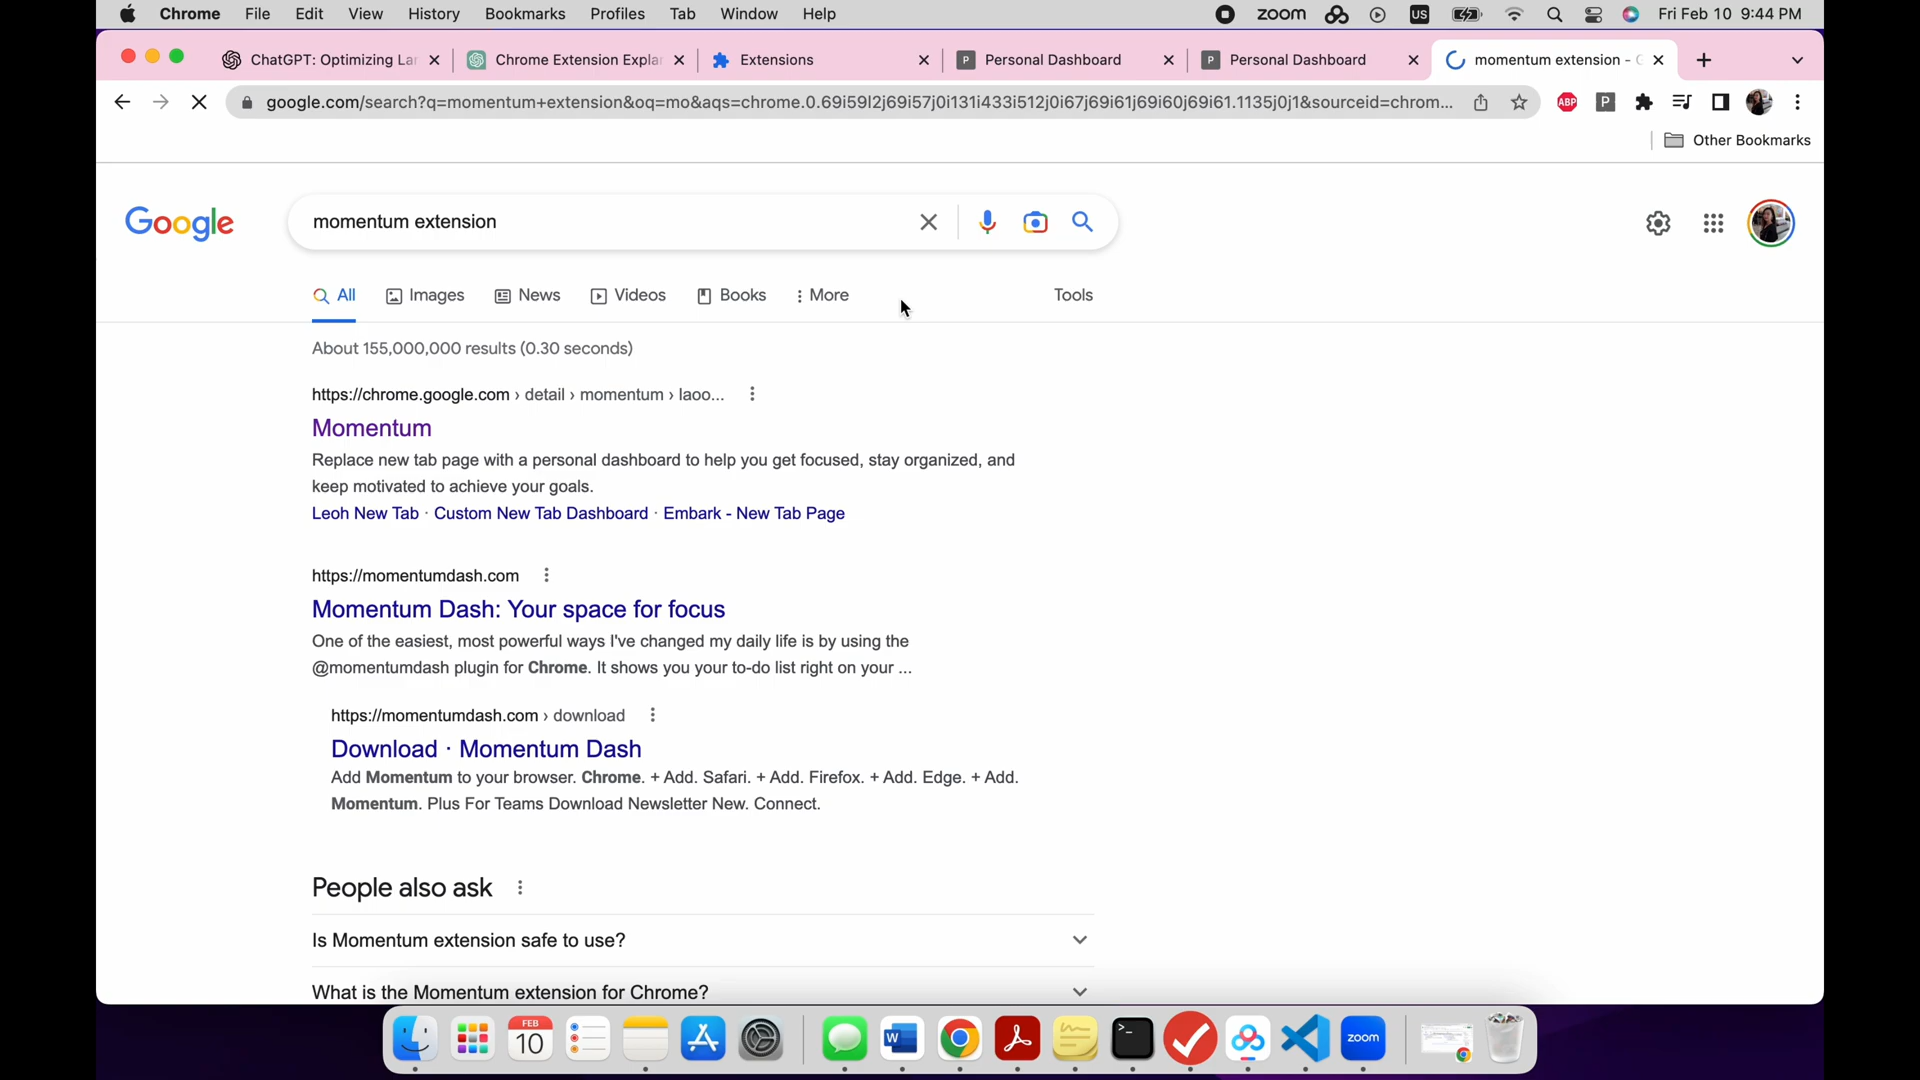 Chrome File Edit View History Bookmarks Profiles Tab Window Help zoom US Fri Feb 10 9:44 PM
ChatGPT: Optimizing La Chrome Extension Expla Extensions P Personal Dashboard P Personal Dashboard momentum extension -
google.com/search?q=momentum+extension&oq=mo&aqs=chrome.0.69i59l2j69i57j0i131i433i512j0i67j69i61j69i60j69i61.1135j0j1&sourceid=chrom... ABP P
Other Bookmarks
Google momentum extension
All Images News Videos Books More Tools
About 155,000,000 results (0.30 seconds)
https://chrome.google.com › detail › momentum › laoo...
Momentum
Replace new tab page with a personal dashboard to help you get focused, stay organized, and
keep motivated to achieve your goals.
Leoh New Tab · Custom New Tab Dashboard · Embark - New Tab Page
https://momentumdash.com
Momentum Dash: Your space for focus
One of the easiest, most powerful ways I've changed my daily life is by using the
@momentumdash plugin for Chrome. It shows you your to-do list right on your ...
https://momentumdash.com › download
Download · Momentum Dash
Add Momentum to your browser. Chrome. + Add. Safari. + Add. Firefox. + Add. Edge. + Add.
Momentum. Plus For Teams Download Newsletter New. Connect.
People also ask
Is Momentum extension safe to use?
What is the Momentum extension for Chrome?
FEB
10
W
zoom